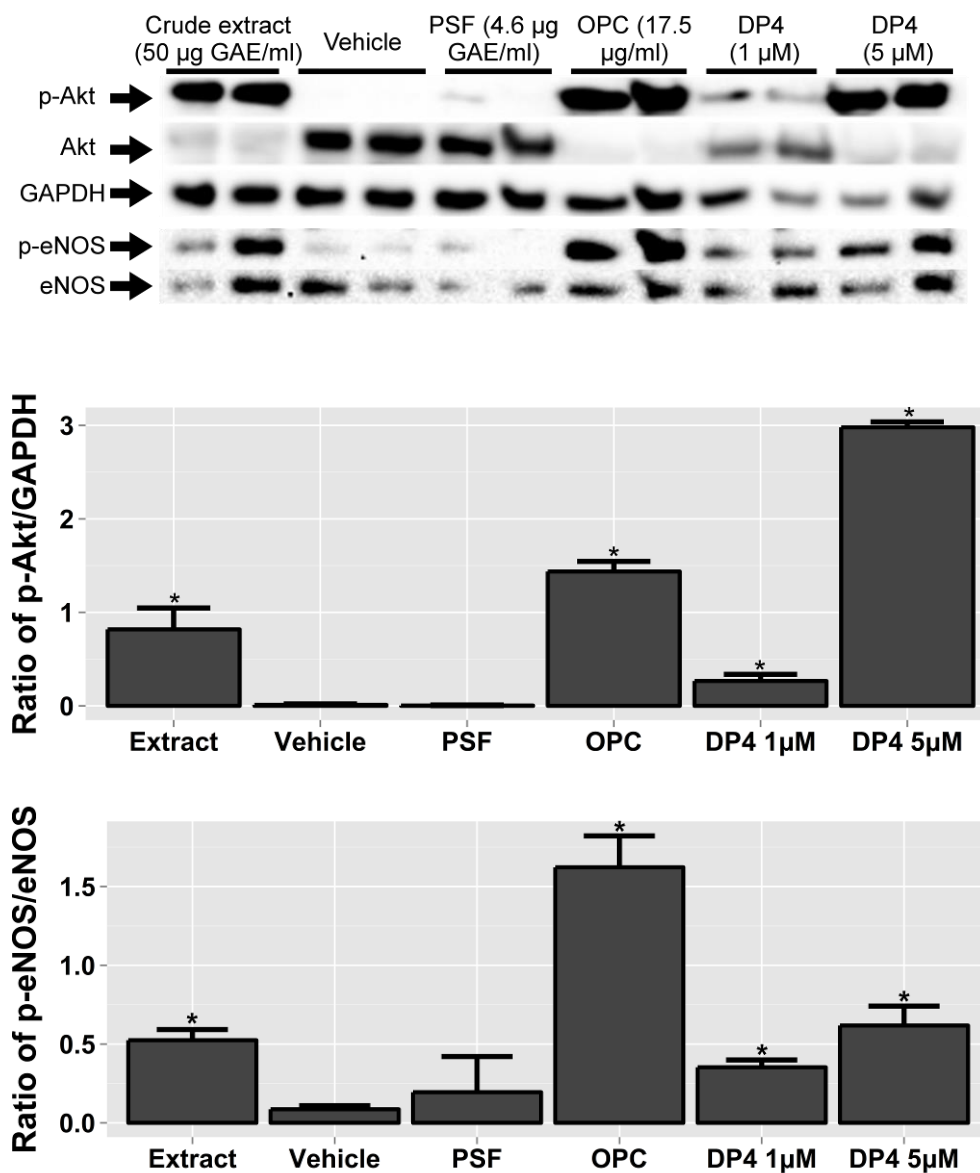 Crude extract
(50 µg GAE/ml)
Vehicle
PSF (4.6 µg
GAE/ml)
OPC (17.5
µg/ml)
DP4
(1 µM)
DP4
(5 µM)
p-Akt
Akt
GAPDH
p-eNOS
eNOS
Ratio of p-Akt/GAPDH
3
2
1
0
*
*
*
*
Extract Vehicle PSF OPC DP4 1µM DP4 5µM
Ratio of p-eNOS/eNOS
1.5
1.0
0.5
0.0
*
*
*
*
Extract Vehicle PSF OPC DP4 1µM DP4 5µM